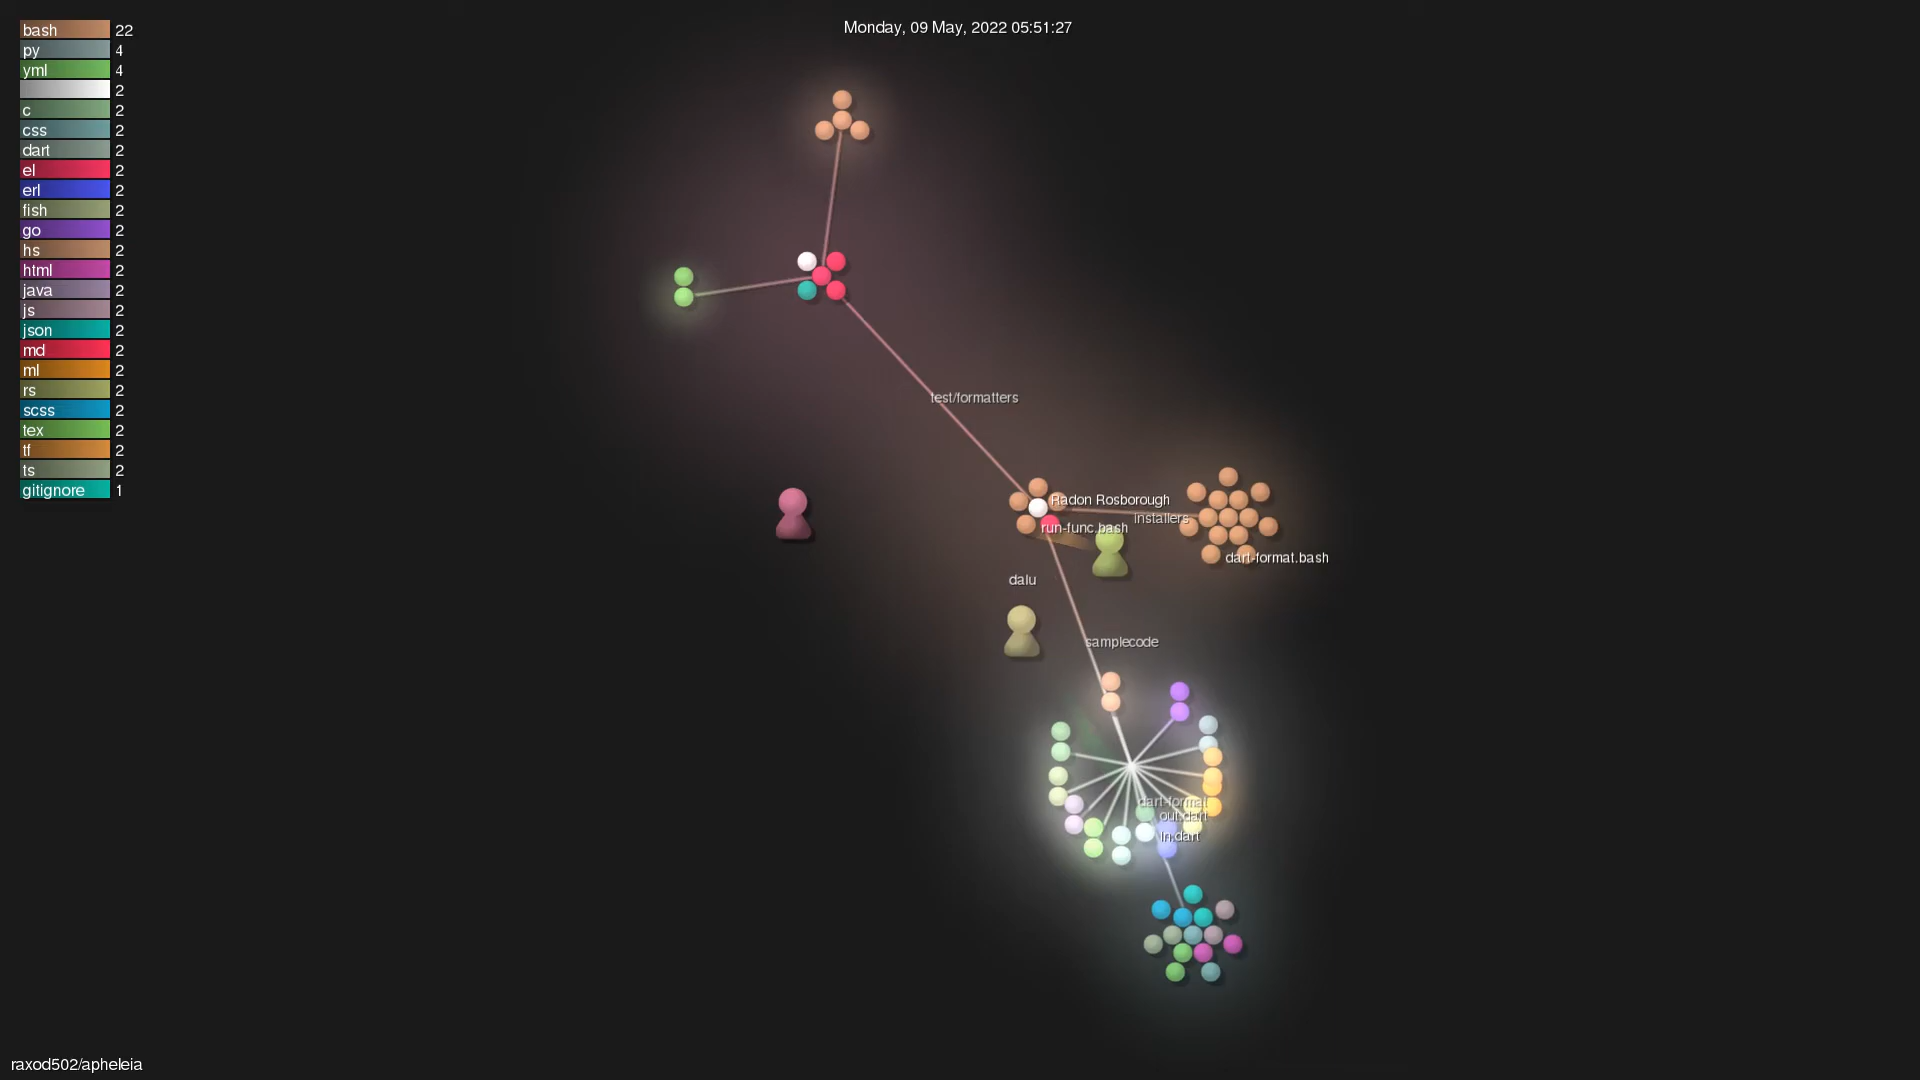 Monday, 09 May, 2022 05:51:27
bash 22
py 4
yml 4
2
c 2
css 2
dart 2
el 2
erl 2
fish 2
go 2
hs 2
html 2
java 2
js 2
json 2
md 2
ml 2
rs 2
scss 2
tex 2
tf 2
ts 2
gitignore 1
test/formatters
Radon Rosborough
installers
run-func.bash
dart-format.bash
dalu
samplecode
dart-format
out.dart
in.dart
raxod502/apheleia